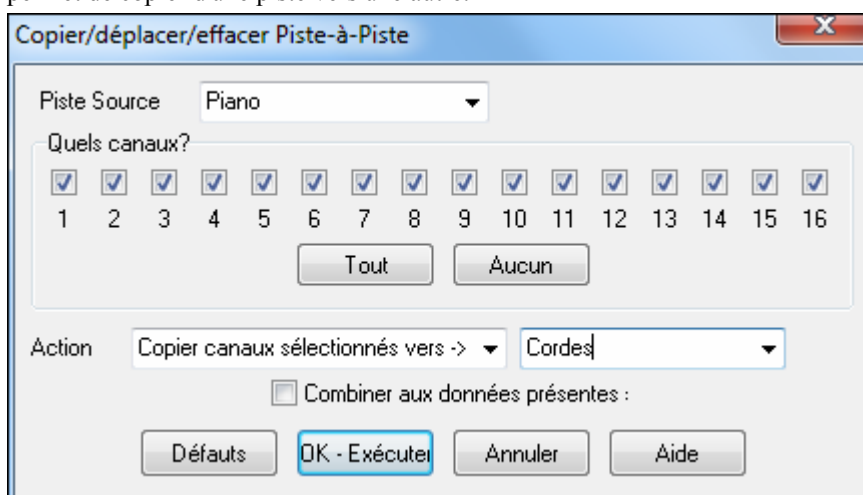 Copier/déplacer/effacer Piste-à-Piste
Piste Source Piano
Quels canaux?
1 2 3 4 5 6 7 8 9 10 11 12 13 14 15 16
Tout Aucun
Action Copier canaux sélectionnés vers -> Cordes
Combiner aux données présentes :
Défauts OK - Exécuter Annuler Aide